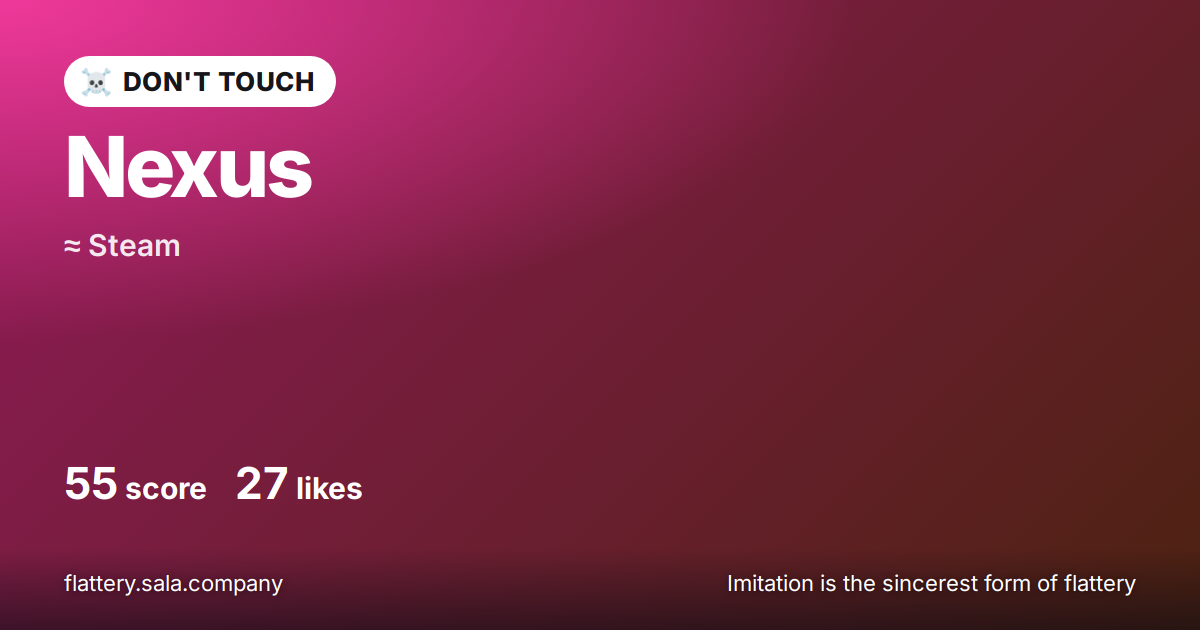 ☠️ DON'T TOUCH
Nexus
≈ Steam
55 score 27 likes
flattery.sala.company
Imitation is the sincerest form of flattery